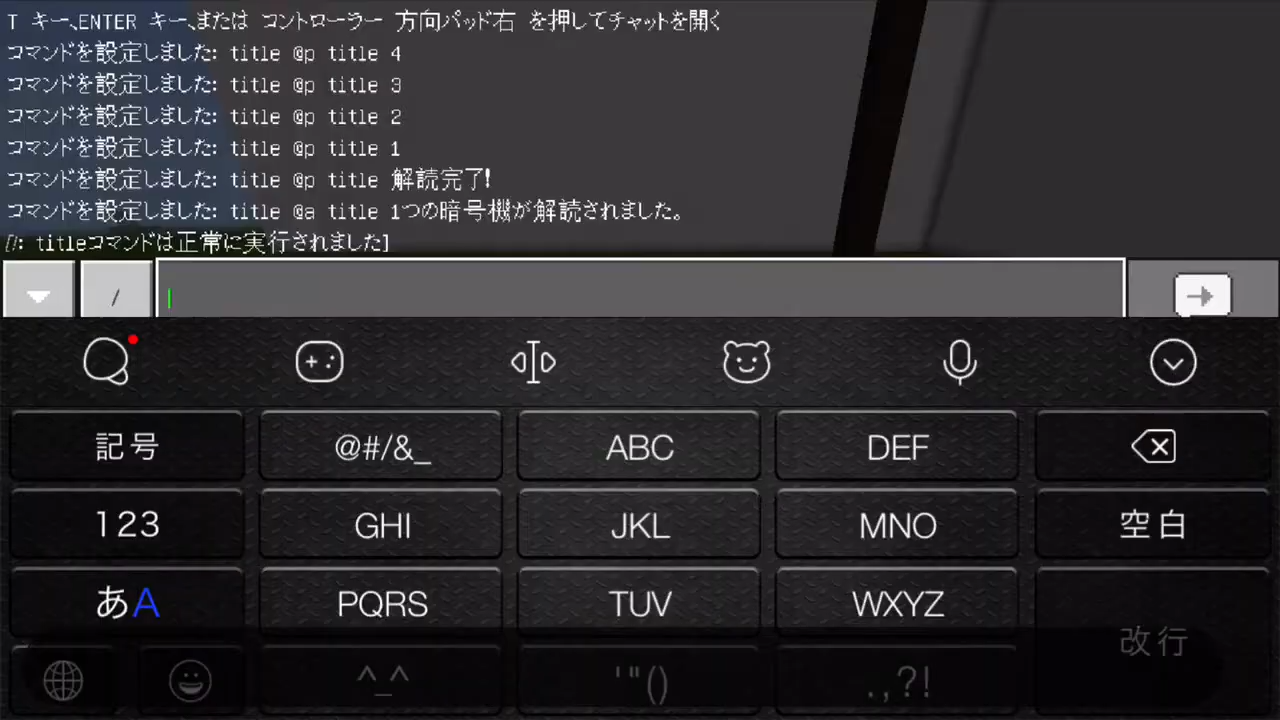 T キー、ENTER キー、または コントローラー 方向パッド右 を押してチャットを開く
コマンドを設定しました: title @p title 4
コマンドを設定しました: title @p title 3
コマンドを設定しました: title @p title 2
コマンドを設定しました: title @p title 1
コマンドを設定しました: title @p title 解読完了!
コマンドを設定しました: title @a title 1つの暗号機が解読されました。
[!: titleコマンドは正常に実行されました]
/
記号 @#/&_ ABC DEF
123 GHI JKL MNO 空白
あA PQRS TUV WXYZ 改行
^_^ '"() .,?!